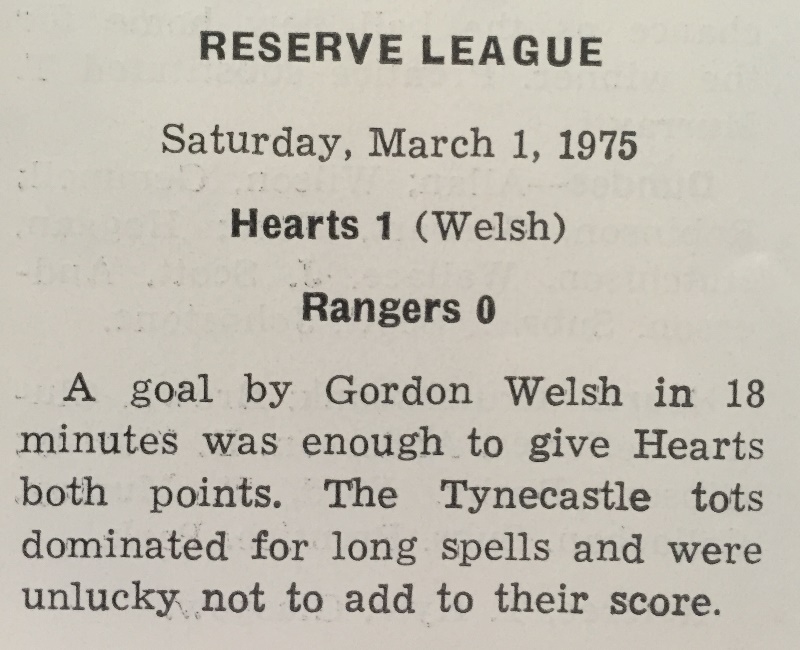 RESERVE LEAGUE
Saturday, March 1, 1975
Hearts 1 (Welsh)
Rangers 0
A goal by Gordon Welsh in 18
minutes was enough to give Hearts
both points. The Tynecastle tots
dominated for long spells and were
unlucky not to add to their score.